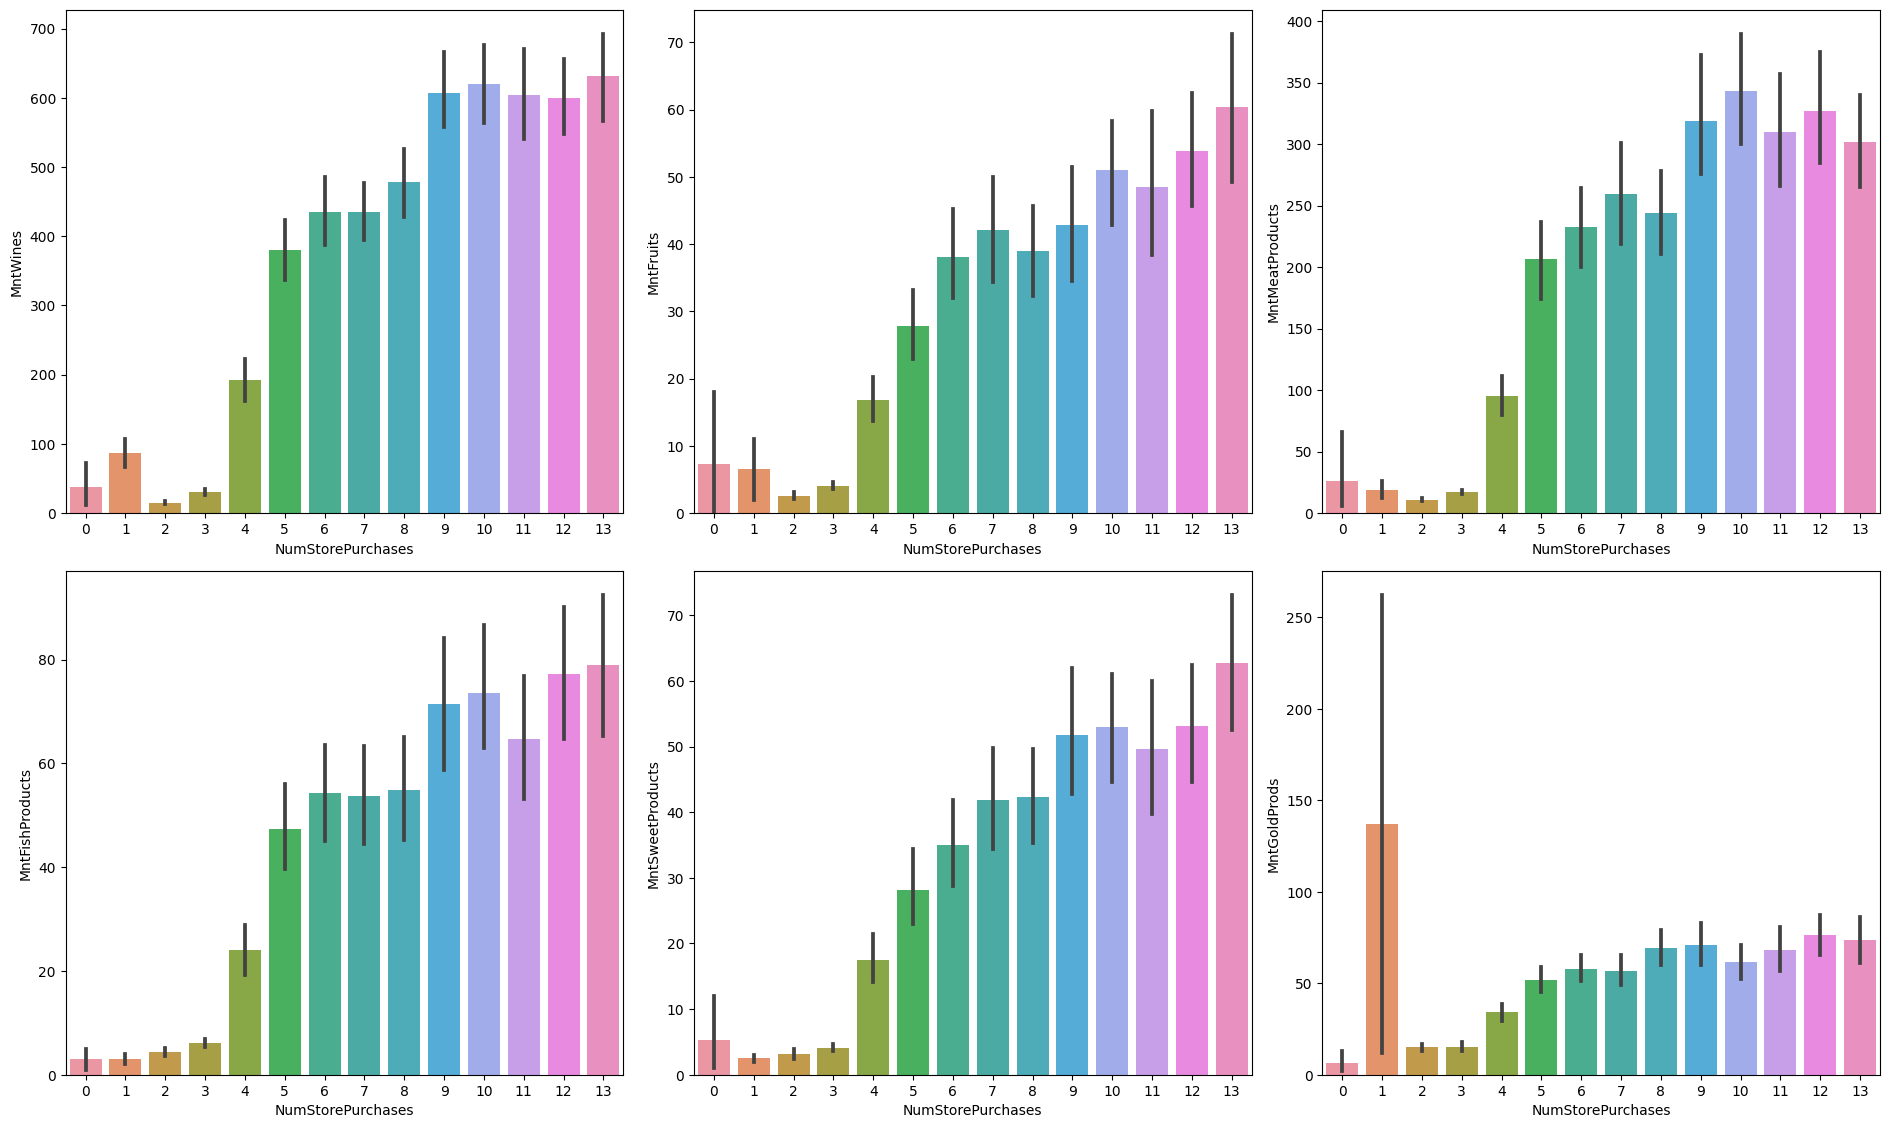 MntWines
700
600
500
400
300
200
100
0
0 1 2 3 4 5 6 7 8 9 10 11 12 13
NumStorePurchases
MntFruits
70
60
50
40
30
20
10
0
0 1 2 3 4 5 6 7 8 9 10 11 12 13
NumStorePurchases
MntMeatProducts
400
350
300
250
200
150
100
50
0
0 1 2 3 4 5 6 7 8 9 10 11 12 13
NumStorePurchases
MntFishProducts
80
60
40
20
0
0 1 2 3 4 5 6 7 8 9 10 11 12 13
NumStorePurchases
MntSweetProducts
70
60
50
40
30
20
10
0
0 1 2 3 4 5 6 7 8 9 10 11 12 13
NumStorePurchases
MntGoldProds
250
200
150
100
50
0
0 1 2 3 4 5 6 7 8 9 10 11 12 13
NumStorePurchases